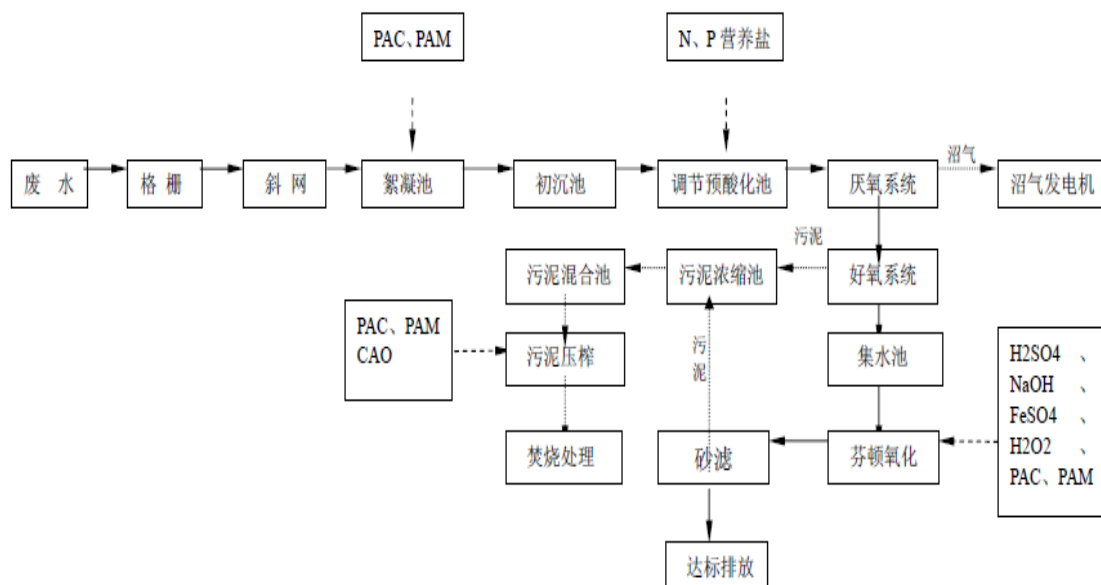 PAC、PAM
N、P 营养盐
废 水
格 栅
斜 网
絮凝池
初沉池
调节预酸化池
厌氧系统
沼气
沼气发电机
污泥混合池
污泥浓缩池
污泥
好氧系统
PAC、PAM
CAO
污泥压榨
污泥
集水池
H2SO4 、
NaOH 、
FeSO4 、
H2O2 、
PAC、PAM
焚烧处理
砂滤
芬顿氧化
达标排放